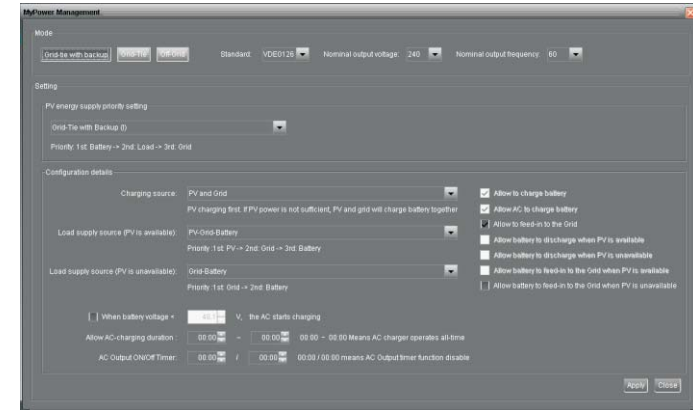 MyPower Management
Mode
Grid-tie with backup Grid-Tie Off-Grid Standard: VDE0126 Nominal output voltage: 240 Nominal output frequency: 60
Setting
PV energy supply priority setting
Grid-Tie with Backup (I)
Priority: 1st: Battery -> 2nd: Load -> 3rd: Grid
Configuration details
Charging source: PV and Grid
PV charging first. If PV power is not sufficient, PV and grid will charge battery together
Load supply source (PV is available): PV-Grid-Battery
Priority :1st: PV-> 2nd: Grid -> 3rd: Battery
Load supply source (PV is unavailable): Grid-Battery
Priority :1st: Grid -> 2nd: Battery
Allow to charge battery
Allow AC to charge battery
Allow to feed-in to the Grid
Allow battery to discharge when PV is available
Allow battery to discharge when PV is unavailable
Allow battery to feed-in to the Grid when PV is available
Allow battery to feed-in to the Grid when PV is unavailable
When battery voltage < V, the AC starts charging
Allow AC-charging duration : 00:00 ~ 00:00 00:00 ~ 00:00 Means AC charger operates all-time
AC Output ON/Off Timer: 00:00 / 00:00 00:00 / 00:00 means AC Output timer function disable
Apply Close